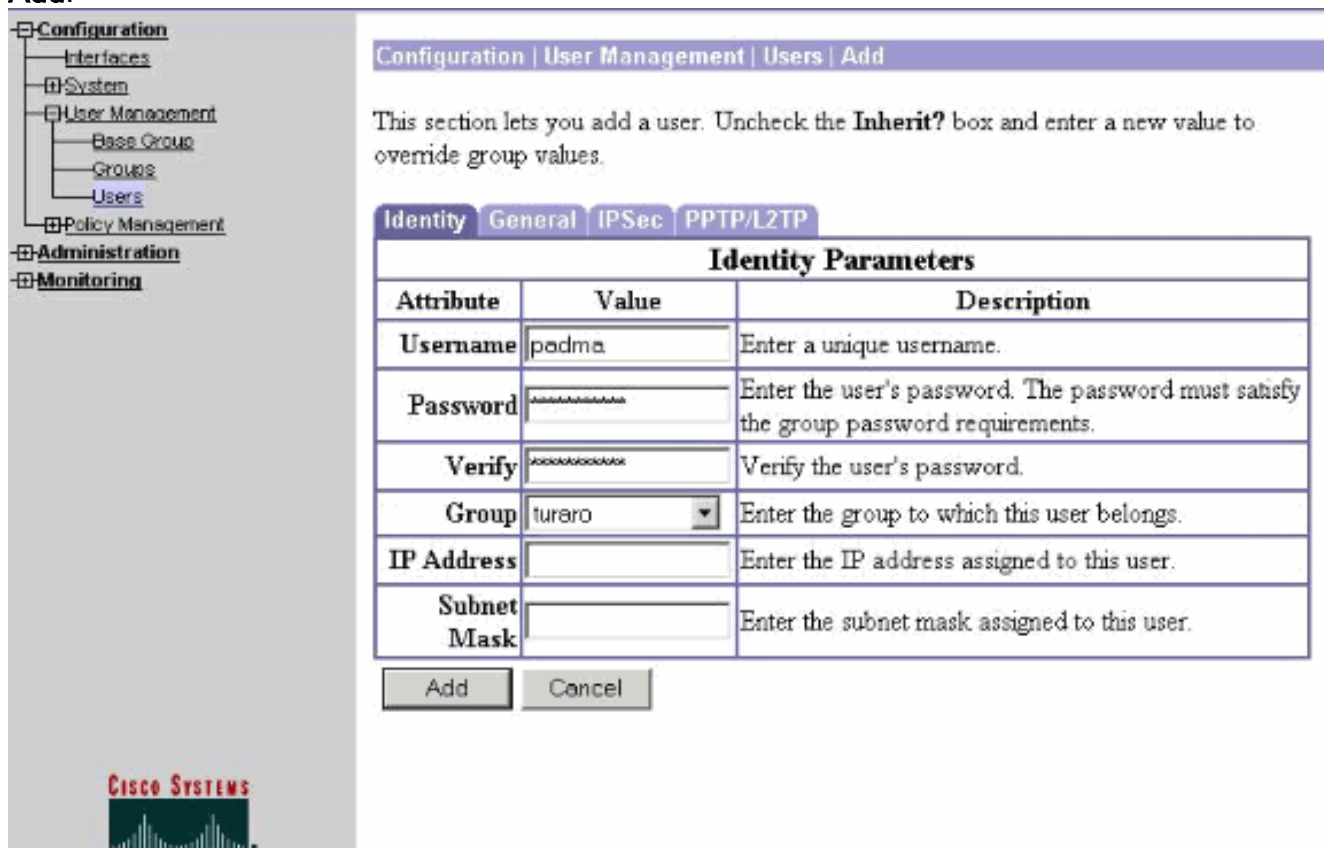 Configuration
Interfaces
System
User Management
Base Group
Groups
Users
Policy Management
Administration
Monitoring
Configuration | User Management | Users | Add
This section lets you add a user. Uncheck the Inherit? box and enter a new value to
override group values.
Identity General IPSec PPTP/L2TP
Identity Parameters
Attribute Value Description
Username padma Enter a unique username.
Password *********** Enter the user's password. The password must satisfy
the group password requirements.
Verify *********** Verify the user's password.
Group turaro Enter the group to which this user belongs.
IP Address Enter the IP address assigned to this user.
Subnet
Mask Enter the subnet mask assigned to this user.
Add Cancel
CISCO SYSTEMS